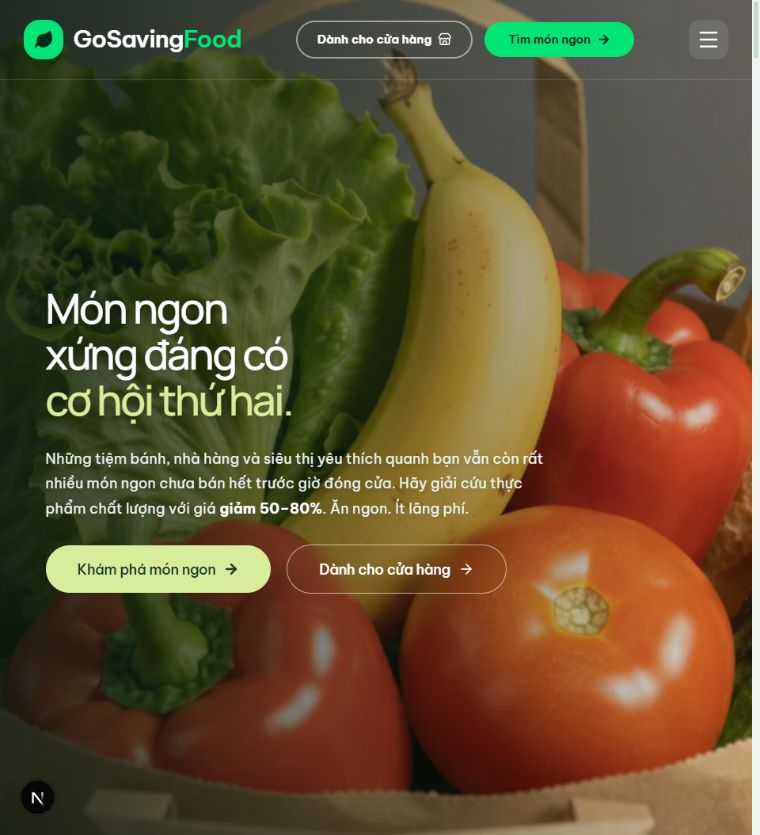 GoSavingFood
Dành cho cửa hàng
Tìm món ngon
Món ngon
xứng đáng có
cơ hội thứ hai.
Những tiệm bánh, nhà hàng và siêu thị yêu thích quanh bạn vẫn còn rất
nhiều món ngon chưa bán hết trước giờ đóng cửa. Hãy giải cứu thực
phẩm chất lượng với giá giảm 50–80%. Ăn ngon. Ít lãng phí.
Khám phá món ngon
Dành cho cửa hàng
N